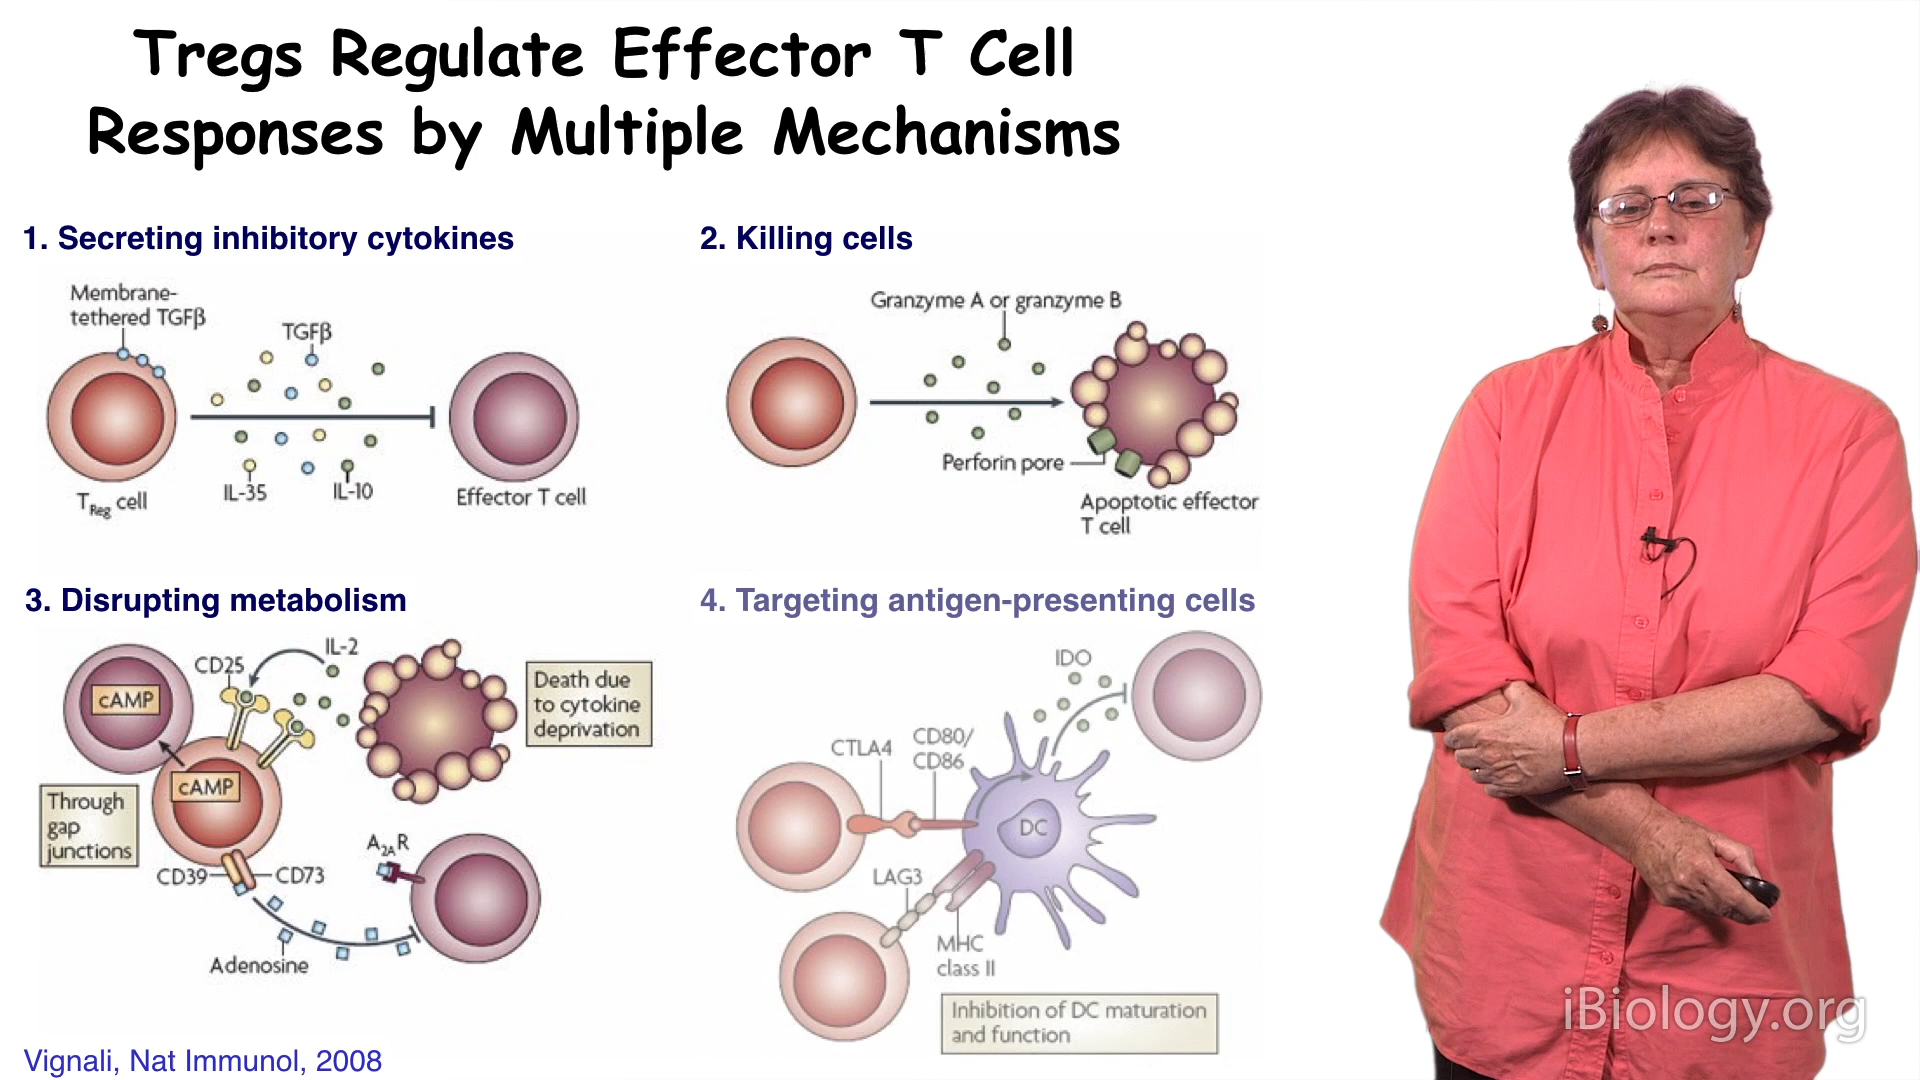 Tregs Regulate Effector T Cell
Responses by Multiple Mechanisms
1. Secreting inhibitory cytokines
Membrane-
tethered TGFβ
TGFβ
IL-35
IL-10
TReg cell
Effector T cell
2. Killing cells
Granzyme A or granzyme B
Perforin pore
Apoptotic effector
T cell
3. Disrupting metabolism
IL-2
CD25
cAMP
cAMP
Death due
to cytokine
deprivation
Through
gap
junctions
A2AR
CD39
CD73
Adenosine
4. Targeting antigen-presenting cells
IDO
CTLA4
CD80/
CD86
DC
LAG3
MHC
class II
Inhibition of DC maturation
and function
Vignali, Nat Immunol, 2008
iBiology.org